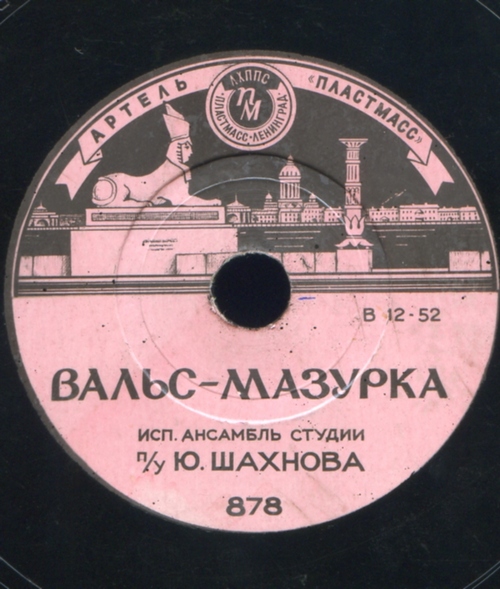 АРТЕЛЬ «ПЛАСТМАСС»
ЛХППС
ПМ
ПЛАСТМАСС·ЛЕНИНГРАД·
В 12-52
ВАЛЬС-МАЗУРКА
ИСП. АНСАМБЛЬ СТУДИИ
п/у Ю. ШАХНОВА
878